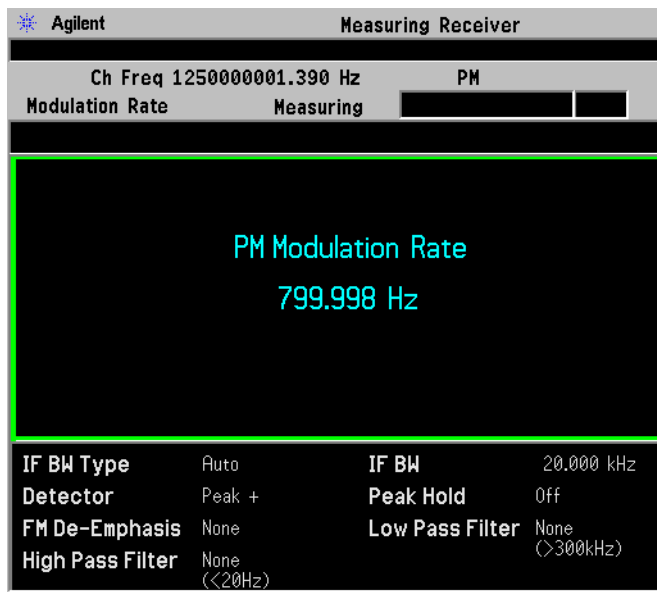 Agilent Measuring Receiver
Ch Freq 1250000001.390 Hz PM
Modulation Rate Measuring
PM Modulation Rate
799.998 Hz
IF BW Type Auto IF BW 20.000 kHz
Detector Peak + Peak Hold Off
FM De-Emphasis None Low Pass Filter None
(>300kHz)
High Pass Filter None
(<20Hz)